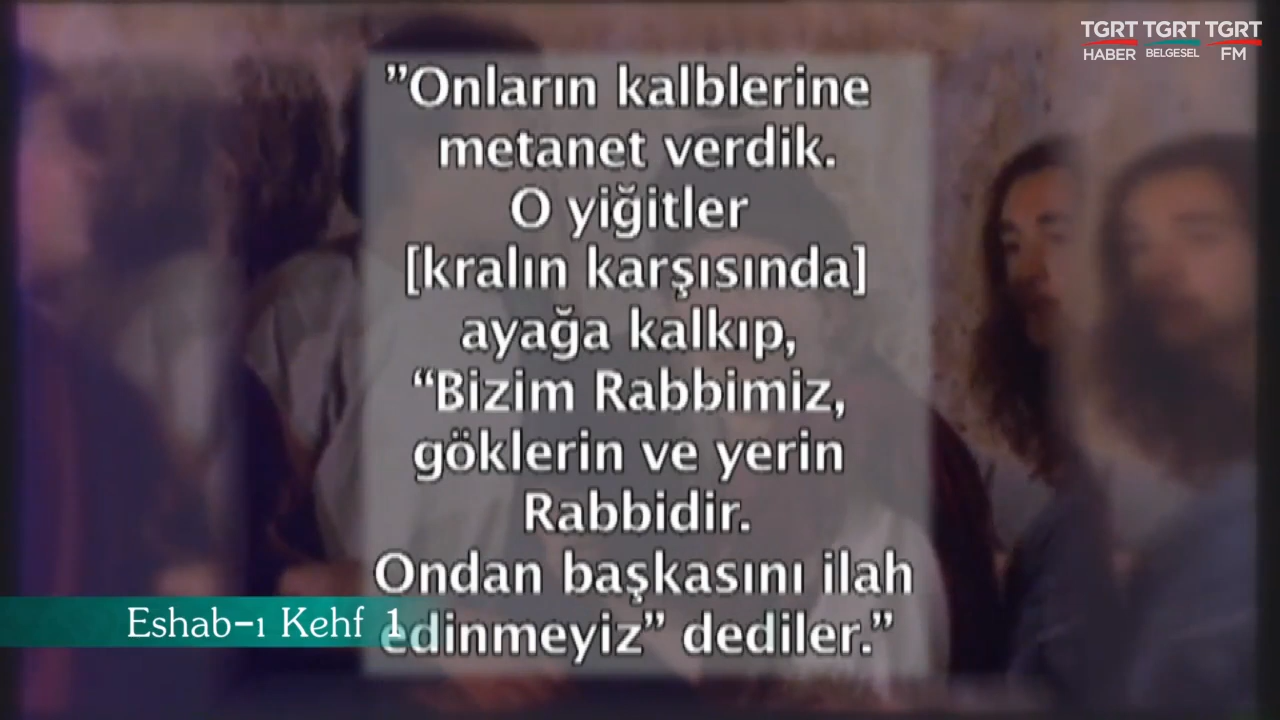 TGRT TGRT TGRT
HABER BELGESEL FM
”Onların kalblerine
metanet verdik.
O yiğitler
[kralın karşısında]
ayağa kalkıp,
“Bizim Rabbimiz,
göklerin ve yerin
Rabbidir.
Ondan başkasını ilah
edinmeyiz” dediler.”
Eshab-ı Kehf 1